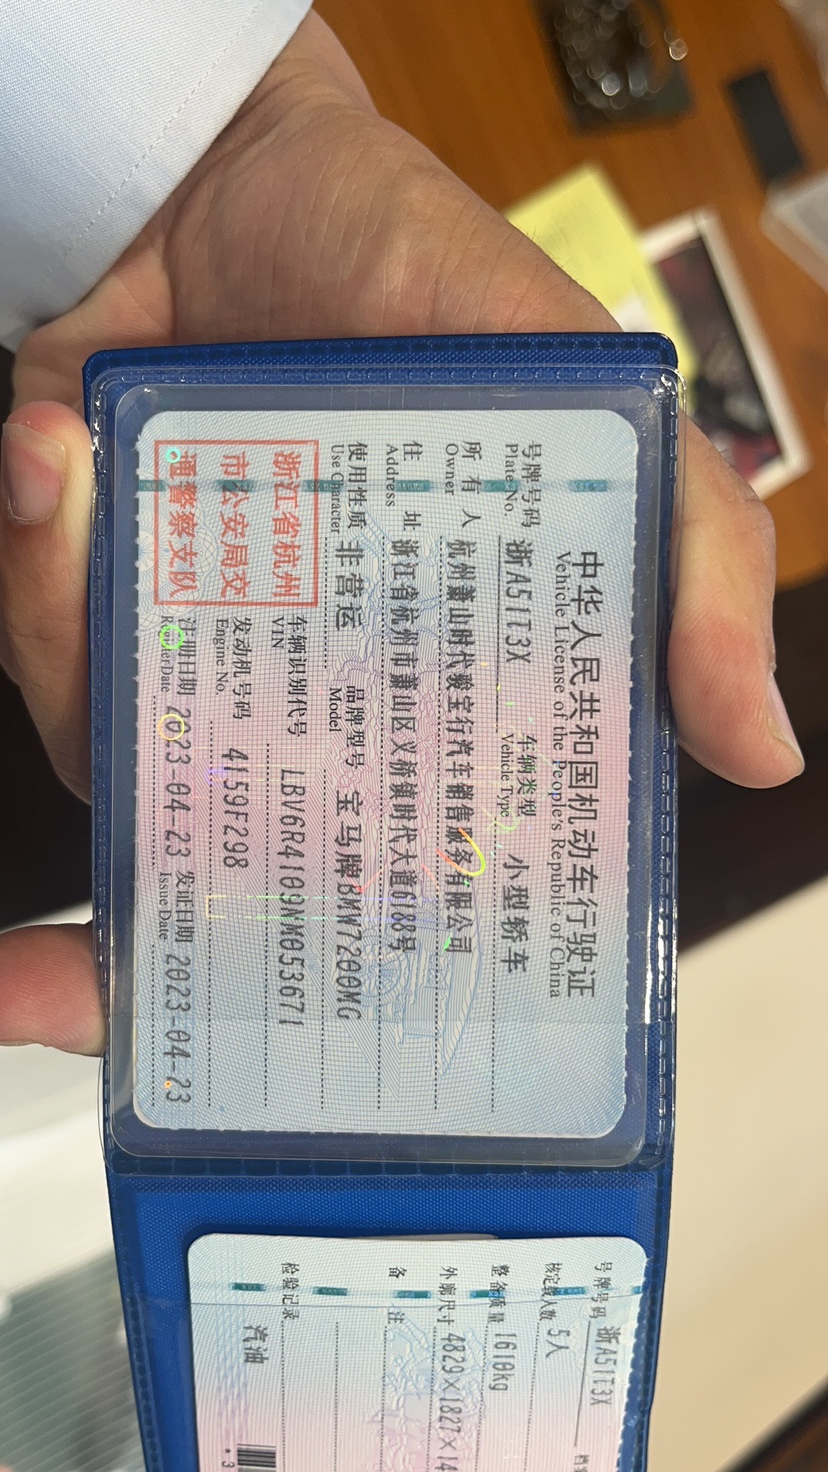 中华人民共和国机动车行驶证
Vehicle License of the People's Republic of China
号牌号码 浙A51T3X 车辆类型 小型轿车
Plate No. Vehicle Type
所有人 杭州萧山时代骏宝行汽车销售服务有限公司
Owner
住址 浙江省杭州市萧山区义桥镇时代大道6188号
Address
使用性质 非营运 品牌型号 宝马牌BMW7200MG
Use Character Model
浙江省杭州
市公安局交
通警察支队
车辆识别代号 LBV6R4109NM053671
VIN
发动机号码 4159F298
Engine No.
注册日期 2023-04-23 发证日期 2023-04-23
Register Date Issue Date
号牌号码 浙A51T3X 档案
核定载人数 5人
整备质量 1610kg
外廓尺寸 4829×1827×14
备注
检验记录
汽油